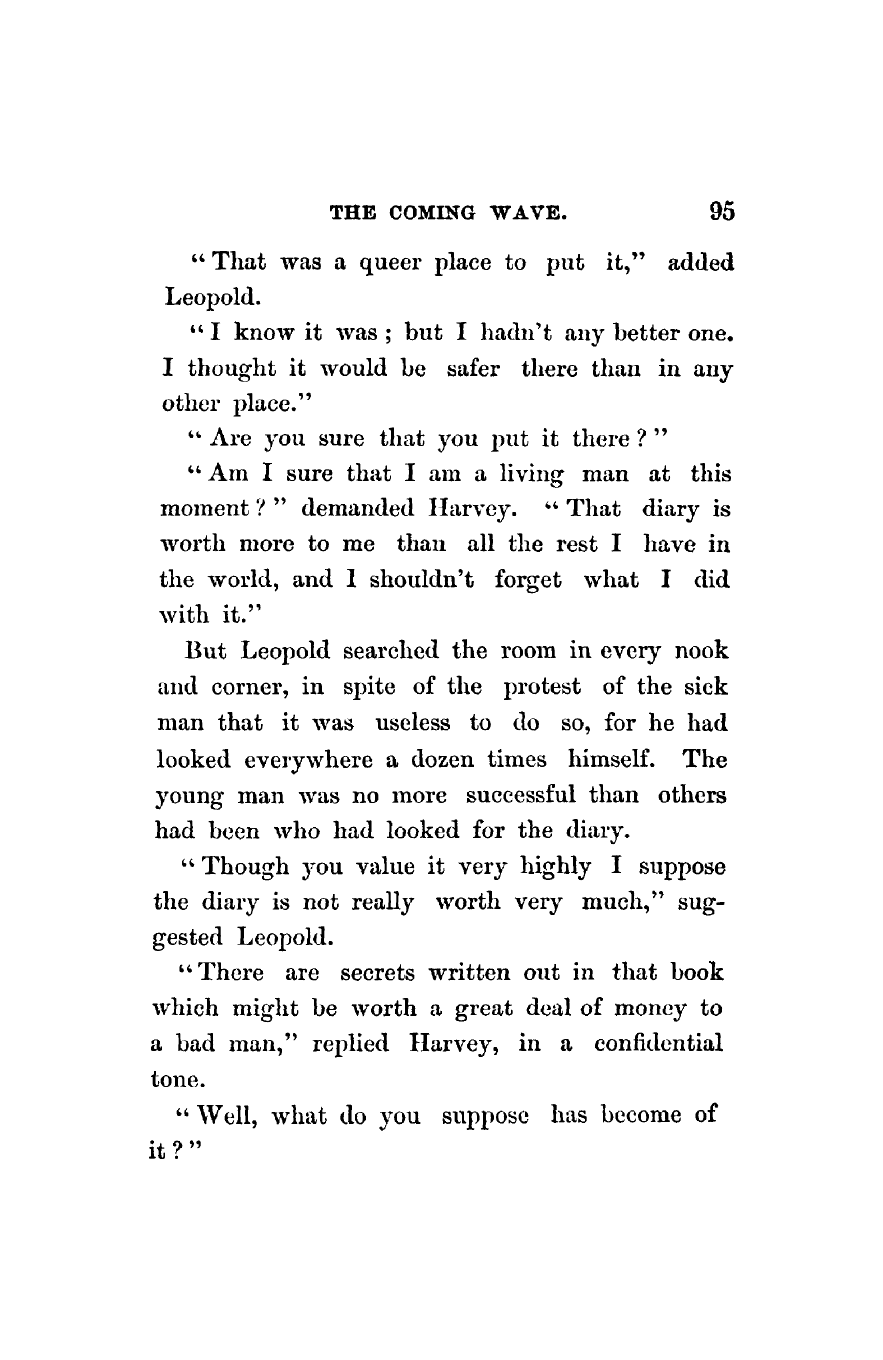 THE COMING WAVE. 95
“ That was a queer place to put it,” added
Leopold.
“ I know it was ; but I hadn’t any better one.
I thought it would be safer there than in any
other place.”
“ Are you sure that you put it there ? ”
“ Am I sure that I am a living man at this
moment ? ” demanded Harvey. “ That diary is
worth more to me than all the rest I have in
the world, and I shouldn’t forget what I did
with it.”
But Leopold searched the room in every nook
and corner, in spite of the protest of the sick
man that it was useless to do so, for he had
looked everywhere a dozen times himself. The
young man was no more successful than others
had been who had looked for the diary.
“ Though you value it very highly I suppose
the diary is not really worth very much,” sug-
gested Leopold.
“ There are secrets written out in that book
which might be worth a great deal of money to
a bad man,” replied Harvey, in a confidential
tone.
“ Well, what do you suppose has become of
it ? ”